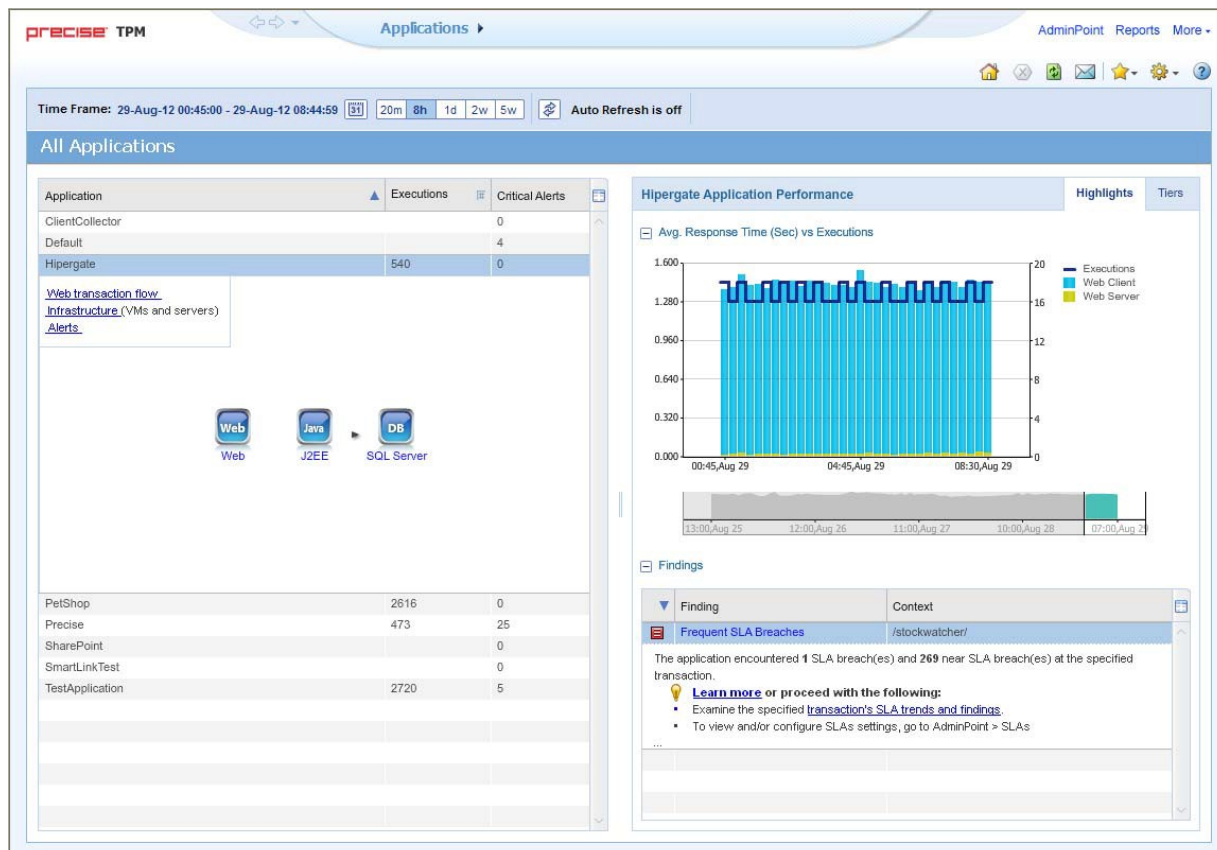 precise TPM
Applications
AdminPoint Reports More
Time Frame: 29-Aug-12 00:45:00 - 29-Aug-12 08:44:59 31 20m 8h 1d 2w 5w Auto Refresh is off
All Applications
Application Executions Critical Alerts
ClientCollector 0
Default 4
Hipergate 540 0
Web transaction flow
Infrastructure (VMs and servers)
Alerts
Web Java DB
Web J2EE SQL Server
PetShop 2616 0
Precise 473 25
SharePoint 0
SmartLinkTest 0
TestApplication 2720 5
Hipergate Application Performance Highlights Tiers
Avg. Response Time (Sec) vs Executions
1.600 20
1.280 16
0.960 12
0.640 8
0.320 4
0.000 0
00:45,Aug 29 04:45,Aug 29 08:30,Aug 29
Executions
Web Client
Web Server
13:00,Aug 25 12:00,Aug 26 11:00,Aug 27 10:00,Aug 28 07:00,Aug 29
Findings
Finding Context
Frequent SLA Breaches /stockwatcher/
The application encountered 1 SLA breach(es) and 269 near SLA breach(es) at the specified
transaction.
Learn more or proceed with the following:
▪ Examine the specified transaction's SLA trends and findings.
▪ To view and/or configure SLAs settings, go to AdminPoint > SLAs
...